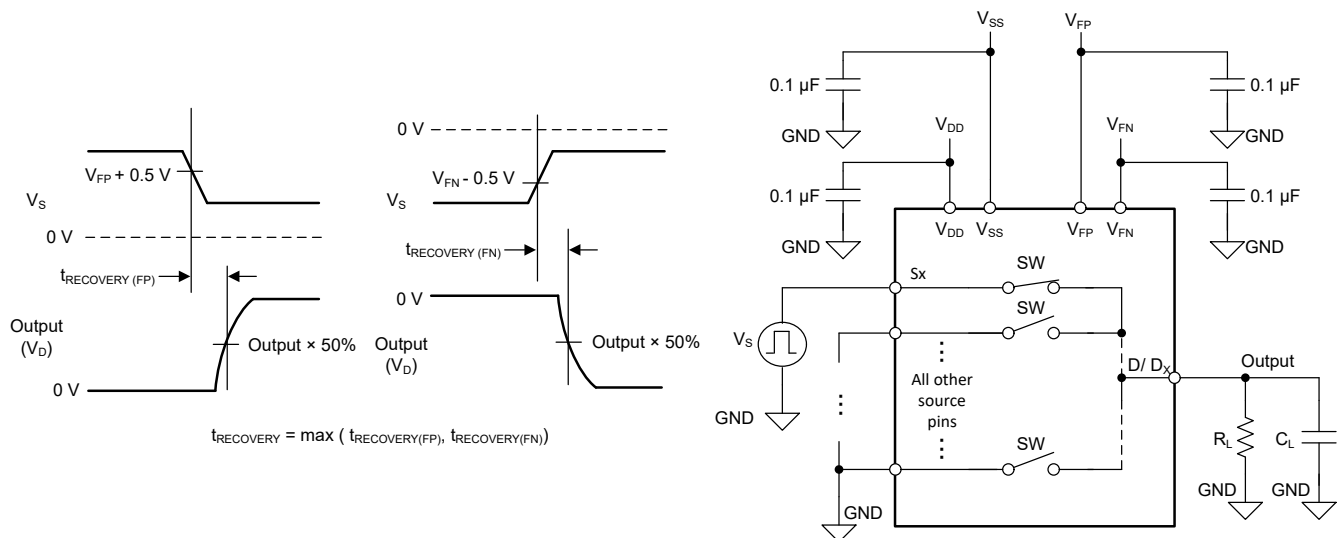 V_FP + 0.5 V
V_S
0 V
t_RECOVERY (FP)
Output
(V_D)
Output × 50%
0 V
0 V
V_FN - 0.5 V
V_S
t_RECOVERY (FN)
0 V
Output
(V_D)
Output × 50%
t_RECOVERY = max ( t_RECOVERY(FP), t_RECOVERY(FN))
V_SS
V_FP
0.1 µF
0.1 µF
GND
GND
V_DD
V_FN
0.1 µF
0.1 µF
GND
GND
V_DD
V_SS
V_FP
V_FN
Sx
SW
SW
V_S
GND
...
...
All other
source
pins
...
D/ D_X
Output
SW
R_L
C_L
GND
GND
GND